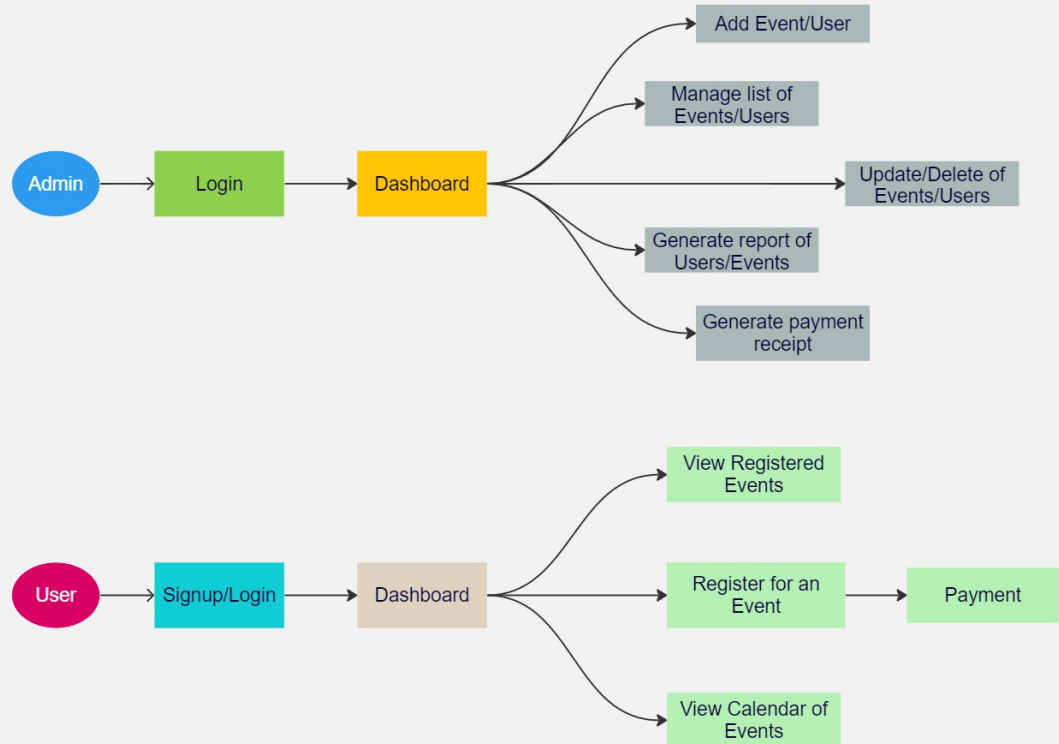 Add Event/User
Manage list of
Events/Users
Admin
Login
Dashboard
Update/Delete of
Events/Users
Generate report of
Users/Events
Generate payment
receipt
View Registered
Events
User
Signup/Login
Dashboard
Register for an
Event
Payment
View Calendar of
Events